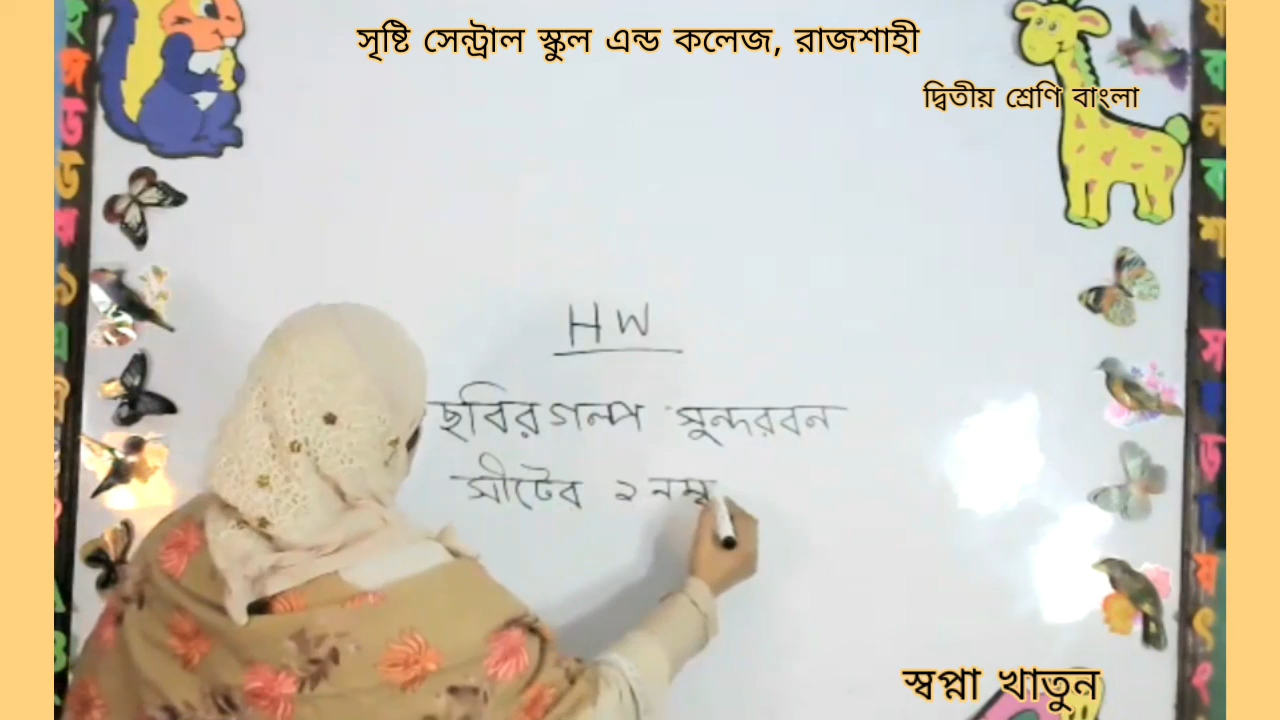 সৃষ্টি সেন্ট্রাল স্কুল এন্ড কলেজ, রাজশাহী
দ্বিতীয় শ্রেণি বাংলা
HW
ছবির গল্প সুন্দরবন
সীটের ২ নম্ব
স্বপ্না খাতুন